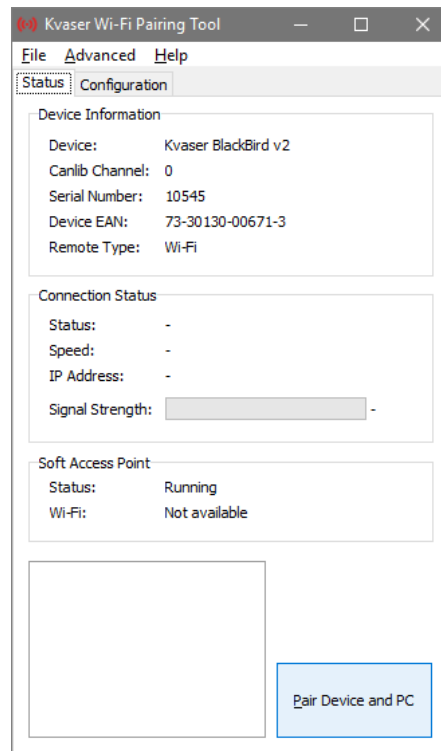 Kvaser Wi-Fi Pairing Tool
File Advanced Help
Status Configuration
Device Information
Device: Kvaser BlackBird v2
Canlib Channel: 0
Serial Number: 10545
Device EAN: 73-30130-00671-3
Remote Type: Wi-Fi
Connection Status
Status: -
Speed: -
IP Address: -
Signal Strength: -
Soft Access Point
Status: Running
Wi-Fi: Not available
Pair Device and PC